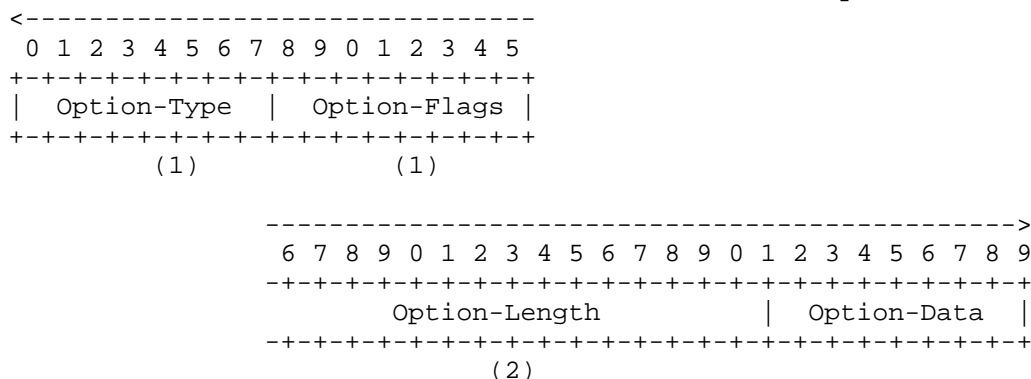 <--------------------------------
 0 1 2 3 4 5 6 7 8 9 0 1 2 3 4 5
+-+-+-+-+-+-+-+-+-+-+-+-+-+-+-+-+
|  Option-Type  |  Option-Flags |
+-+-+-+-+-+-+-+-+-+-+-+-+-+-+-+-+
         (1)            (1)
                ----------------------------------------------->
                 6 7 8 9 0 1 2 3 4 5 6 7 8 9 0 1 2 3 4 5 6 7 8 9
                -+-+-+-+-+-+-+-+-+-+-+-+-+-+-+-+-+-+-+-+-+-+-+-+
                        Option-Length          |  Option-Data  |
                -+-+-+-+-+-+-+-+-+-+-+-+-+-+-+-+-+-+-+-+-+-+-+-+
                              (2)